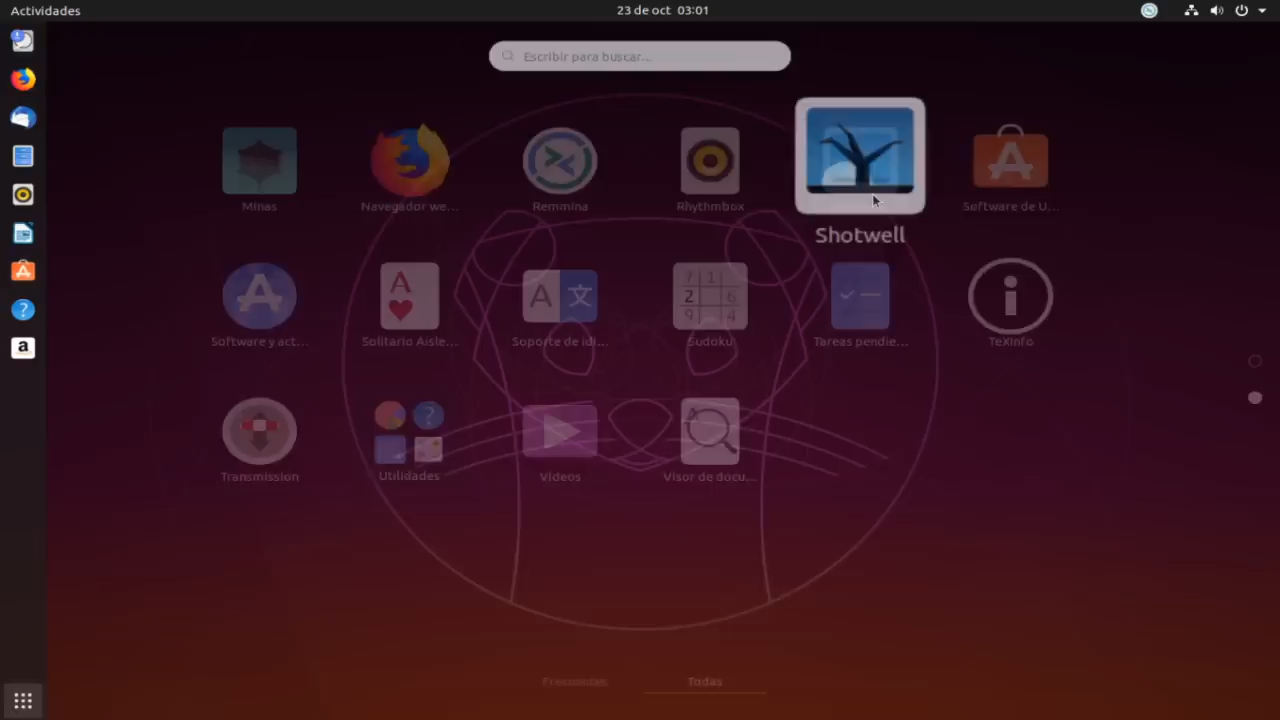 Actividades
23 de oct 03:01
Escribir para buscar...
Minas
Navegador we...
Remmina
Rhythmbox
Shotwell
Software de U...
Software y act...
Solitario Aisle...
Soporte de idi...
Sudoku
Tareas pendie...
TeXInfo
Transmission
Utilidades
Vídeos
Visor de docu...
Frecuentes
Todas